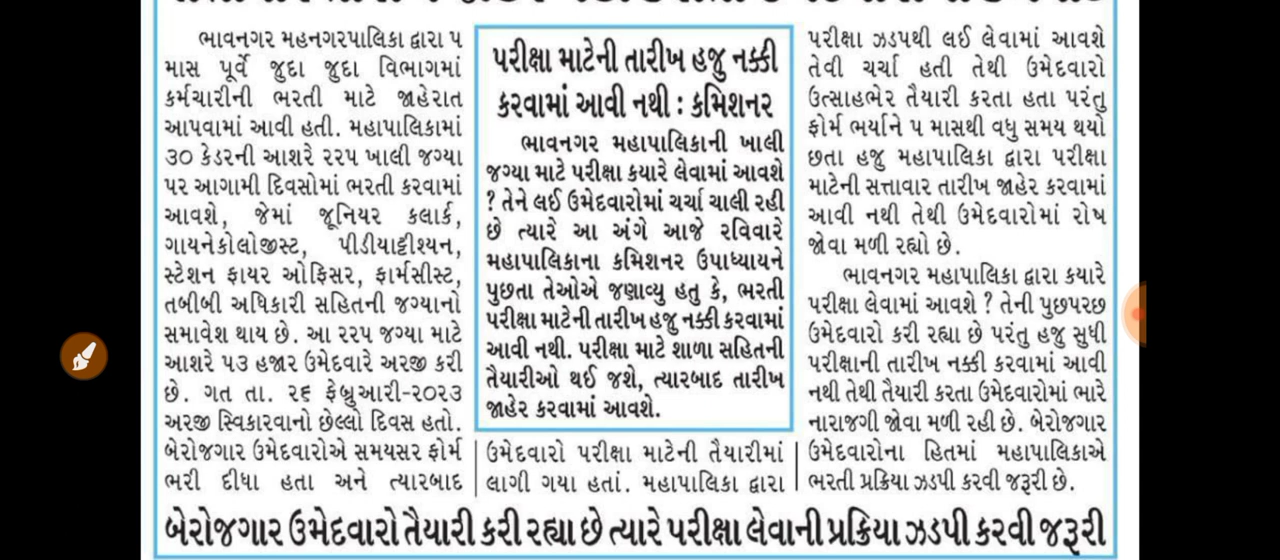 ભાવનગર મહનગરપાલિકા દ્વારા ૫
માસ પૂર્વે જુદા જુદા વિભાગમાં
કર્મચારીની ભરતી માટે જાહેરાત
આપવામાં આવી હતી. મહાપાલિકામાં
૩૦ કેડરની આશરે ૨૨૫ ખાલી જગ્યા
પર આગામી દિવસોમાં ભરતી કરવામાં
આવશે, જેમાં જૂનિયર કલાર્ક,
ગાયનેકોલોજીસ્ટ, પીડીયાટ્રીશ્યન,
સ્ટેશન ફાયર ઓફિસર, ફાર્મસીસ્ટ,
તબીબી અધિકારી સહિતની જગ્યાનો
સમાવેશ થાય છે. આ ૨૨૫ જગ્યા માટે
આશરે ૫૩ હજાર ઉમેદવારે અરજી કરી
છે. ગત તા. ૨૬ ફેબ્રુઆરી-૨૦૨૩
અરજી સ્વિકારવાનો છેલ્લો દિવસ હતો.
બેરોજગાર ઉમેદવારોએ સમયસર ફોર્મ
ભરી દીધા હતા અને ત્યારબાદ
પરીક્ષા માટેની તારીખ હજુ નક્કી
કરવામાં આવી નથી : કમિશનર
ભાવનગર મહાપાલિકાની ખાલી
જગ્યા માટે પરીક્ષા કયારે લેવામાં આવશે
? તેને લઈ ઉમેદવારોમાં ચર્ચા ચાલી રહી
છે ત્યારે આ અંગે આજે રવિવારે
મહાપાલિકાના કમિશનર ઉપાધ્યાયને
પુછતા તેઓએ જણાવ્યુ હતુ કે, ભરતી
પરીક્ષા માટેની તારીખ હજુ નક્કી કરવામાં
આવી નથી. પરીક્ષા માટે શાળા સહિતની
તૈયારીઓ થઈ જશે, ત્યારબાદ તારીખ
જાહેર કરવામાં આવશે.
ઉમેદવારો પરીક્ષા માટેની તૈયારીમાં
લાગી ગયા હતાં. મહાપાલિકા દ્વારા
પરીક્ષા ઝડપથી લઈ લેવામાં આવશે
તેવી ચર્ચા હતી તેથી ઉમેદવારો
ઉત્સાહભેર તૈયારી કરતા હતા પરંતુ
ફોર્મ ભર્યાને ૫ માસથી વધુ સમય થયો
છતા હજુ મહાપાલિકા દ્વારા પરીક્ષા
માટેની સત્તાવાર તારીખ જાહેર કરવામાં
આવી નથી તેથી ઉમેદવારોમાં રોષ
જોવા મળી રહ્યો છે.
ભાવનગર મહાપાલિકા દ્વારા કયારે
પરીક્ષા લેવામાં આવશે ? તેની પુછપરછ
ઉમેદવારો કરી રહ્યા છે પરંતુ હજુ સુધી
પરીક્ષાની તારીખ નક્કી કરવામાં આવી
નથી તેથી તૈયારી કરતા ઉમેદવારોમાં ભારે
નારાજગી જોવા મળી રહી છે. બેરોજગાર
ઉમેદવારોના હિતમાં મહાપાલિકાએ
ભરતી પ્રક્રિયા ઝડપી કરવી જરૂરી છે.
બેરોજગાર ઉમેદવારો તૈયારી કરી રહ્યા છે ત્યારે પરીક્ષા લેવાની પ્રક્રિયા ઝડપી કરવી જરૂરી